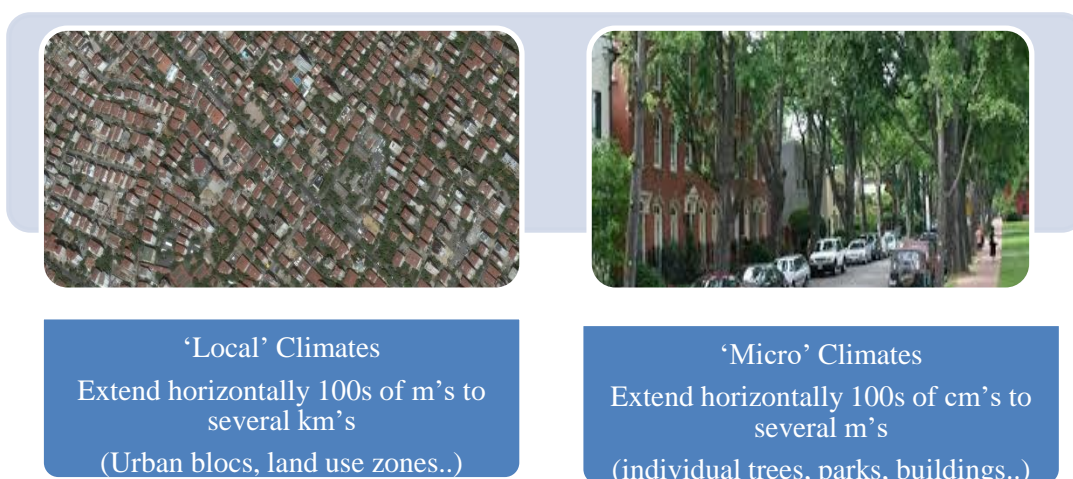 ‘Local’ Climates
Extend horizontally 100s of m’s to
several km’s
(Urban blocs, land use zones..)
‘Micro’ Climates
Extend horizontally 100s of cm’s to
several m’s
(individual trees, parks, buildings..)